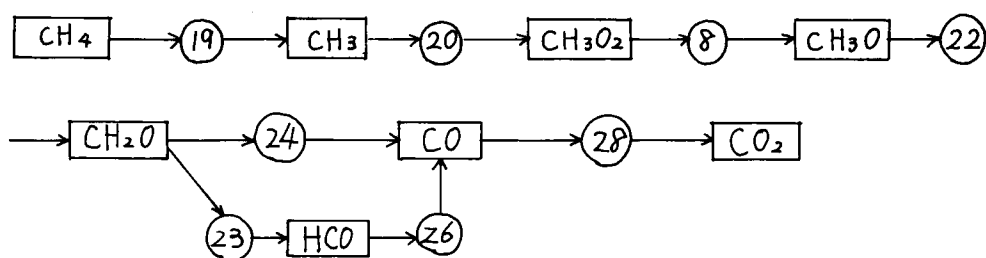 CH₄ 19 CH₃ 20 CH₃O₂ 8 CH₃O 22
CH₂O 24 CO 28 CO₂
23 HCO 26